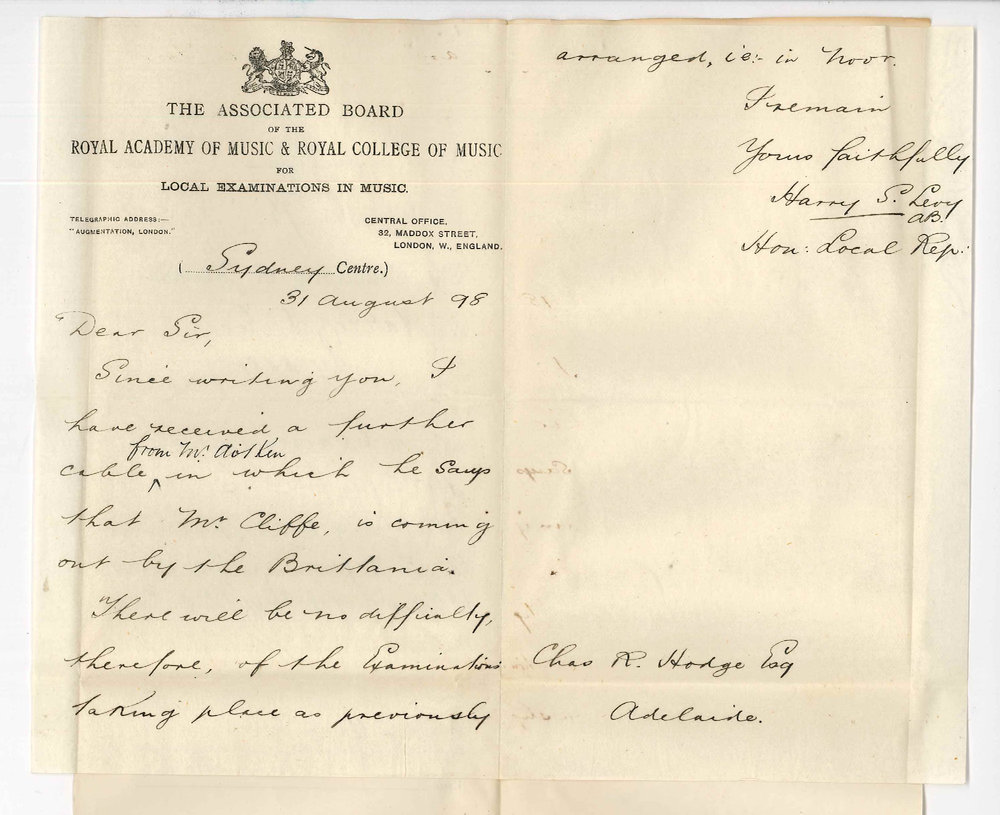 THE ASSOCIATED BOARD
OF THE
ROYAL ACADEMY OF MUSIC & ROYAL COLLEGE OF MUSIC
FOR
LOCAL EXAMINATIONS IN MUSIC.
TELEGRAPHIC ADDRESS:—
"AUGMENTATION, LONDON."
CENTRAL OFFICE,
32, MADDOX STREET,
LONDON, W., ENGLAND.
(Sydney Centre.)
31 August 98
Dear Sir,
Since writing you, I
have received a further
from Mr Aitken
cable, in which he says
that Mr Cliffe, is coming
out by the Brittania.
There will be no difficulty,
therefore, of the Examinations
taking place as previously
arranged, ie:- in Novr.
I remain
Yours faithfully
Harry S. Levy
AB.
Hon: Local Rep:
Chas R. Hodge Esq
Adelaide.